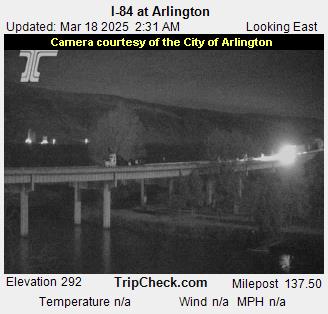 I-84 at Arlington
Updated: Mar 18 2025 2:31 AM Looking East
Camera courtesy of the City of Arlington
Elevation 292 TripCheck.com Milepost 137.50
Temperature n/a Wind n/a MPH n/a